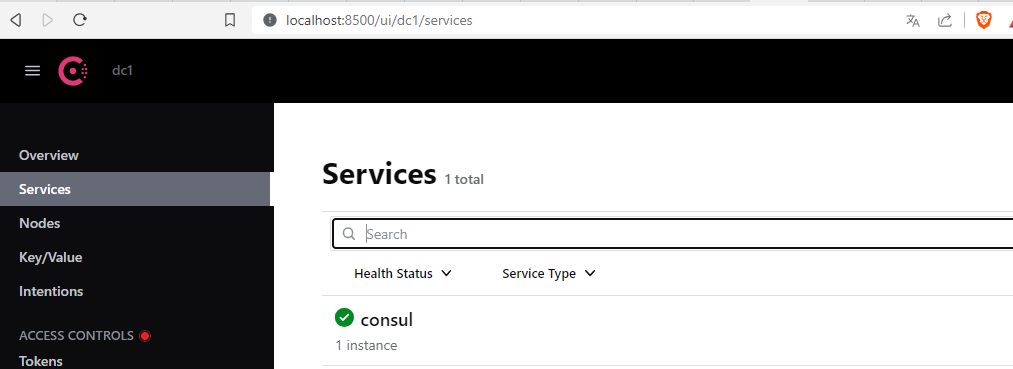 localhost:8500/ui/dc1/services
dc1
Overview
Services
Nodes
Key/Value
Intentions
ACCESS CONTROLS
Tokens
Services 1 total
Search
Health Status
Service Type
consul
1 instance